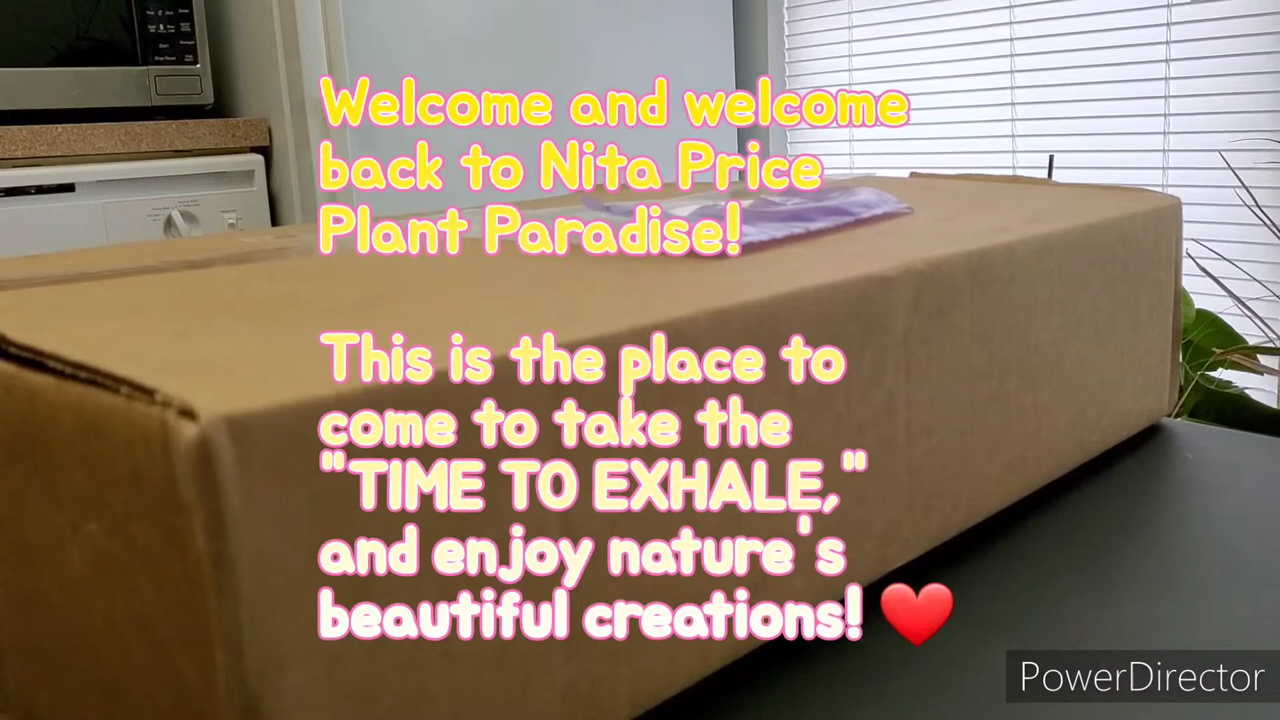 Welcome and welcome
back to Nita Price
Plant Paradise!
This is the place to
come to take the
"TIME TO EXHALE,"
and enjoy nature's
beautiful creations! ❤️
PowerDirector